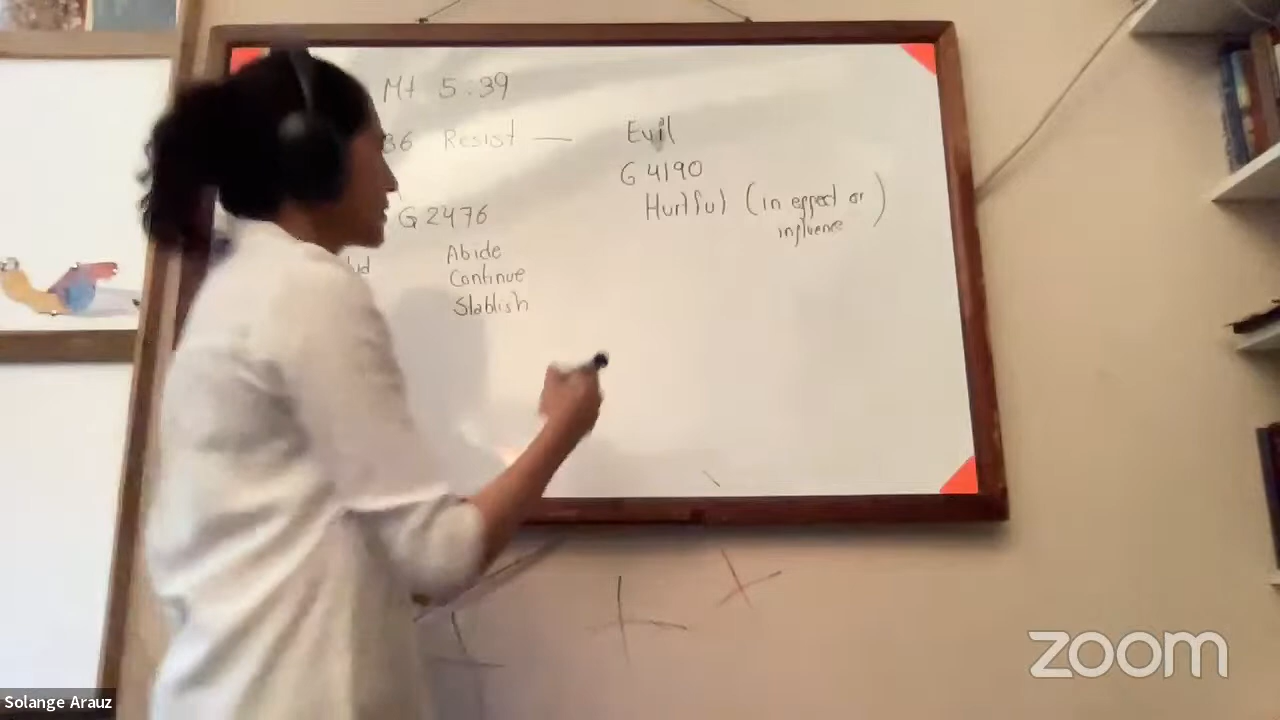 Mt 5:39
36 Resist —
Evil
G 4190
Hurtful (in effect or influence)
G 2476
Abide
Continue
Stablish
zoom
Solange Arauz